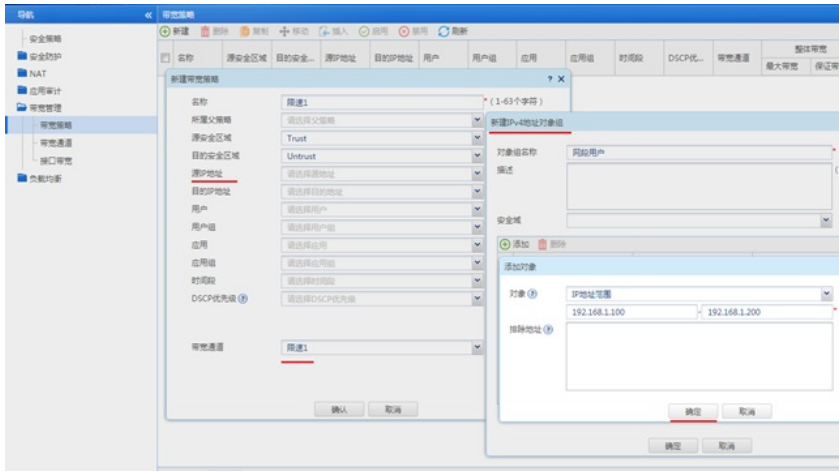 导航 «
安全策略
安全防护
NAT
应用审计
带宽管理
带宽策略
带宽通道
接口带宽
负载均衡
带宽策略
新建 删除 复制 移动 插入 启用 禁用 刷新
名称 源安全区域 目的安全... 源IP地址 目的IP地址 用户 用户组 应用 应用组 时间段 DSCP优... 带宽通道 整体带宽
最大带宽 保证带
新建带宽策略 ? X
名称 限速1 * (1-63个字符)
所属父策略 请选择父策略
源安全区域 Trust
目的安全区域 Untrust
源IP地址 请选择源地址
目的IP地址 请选择目的地址
用户 请选择用户
用户组 请选择用户组
应用 请选择应用
应用组 请选择应用组
时间段 请选择时间段
DSCP优先级 ? 请选择DSCP优先级
带宽通道 限速1
确认 取消
新建IPv4地址对象组
对象组名称 网段用户 *
描述 (
安全域
添加 删除
添加对象
对象 ? IP地址范围
192.168.1.100 - 192.168.1.200 *
排除地址 ?
确定 取消
确定 取消